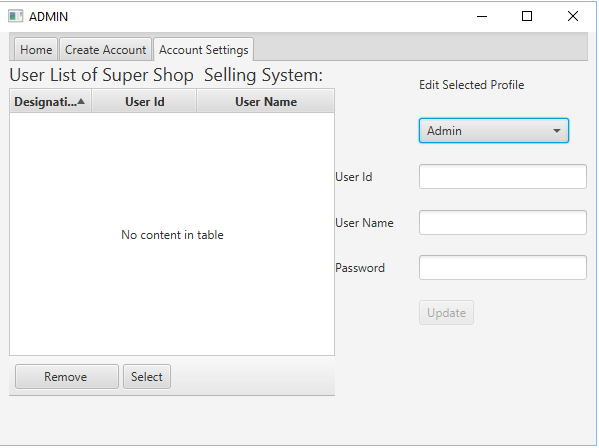 ADMIN
Home Create Account Account Settings
User List of Super Shop Selling System:
Edit Selected Profile
Designati... User Id User Name
Admin
User Id
User Name
No content in table
Password
Update
Remove Select